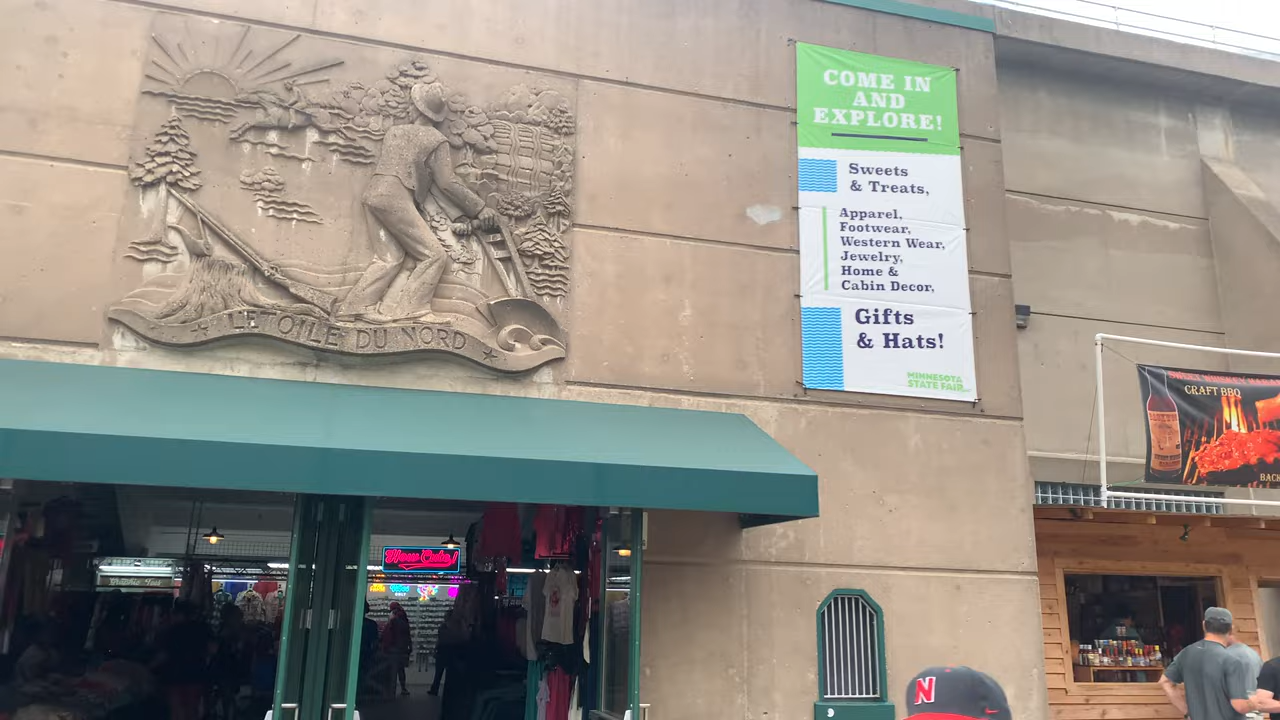 L'ETOILE DU NORD
COME IN
AND
EXPLORE!
Sweets
& Treats,
Apparel,
Footwear,
Western Wear,
Jewelry,
Home &
Cabin Decor,
Gifts
& Hats!
MINNESOTA
STATE FAIR
CRAFT BBQ
BACK
N